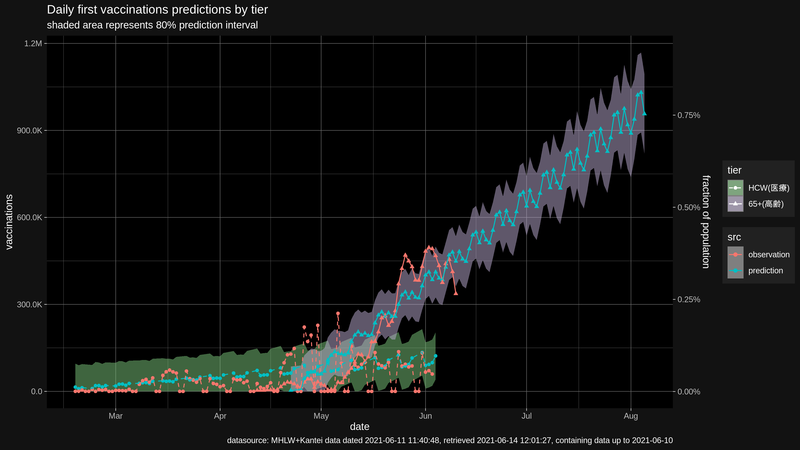 Daily first vaccinations predictions by tier
shaded area represents 80% prediction interval
1.2M
900.0K
600.0K
300.0K
0.0
vaccinations
0.75%
0.50%
0.25%
0.00%
fraction of population
Mar Apr May Jun Jul Aug
date
tier
HCW(医療)
65+(高齢)
src
observation
prediction
datasource: MHLW+Kantei data dated 2021-06-11 11:40:48, retrieved 2021-06-14 12:01:27, containing data up to 2021-06-10